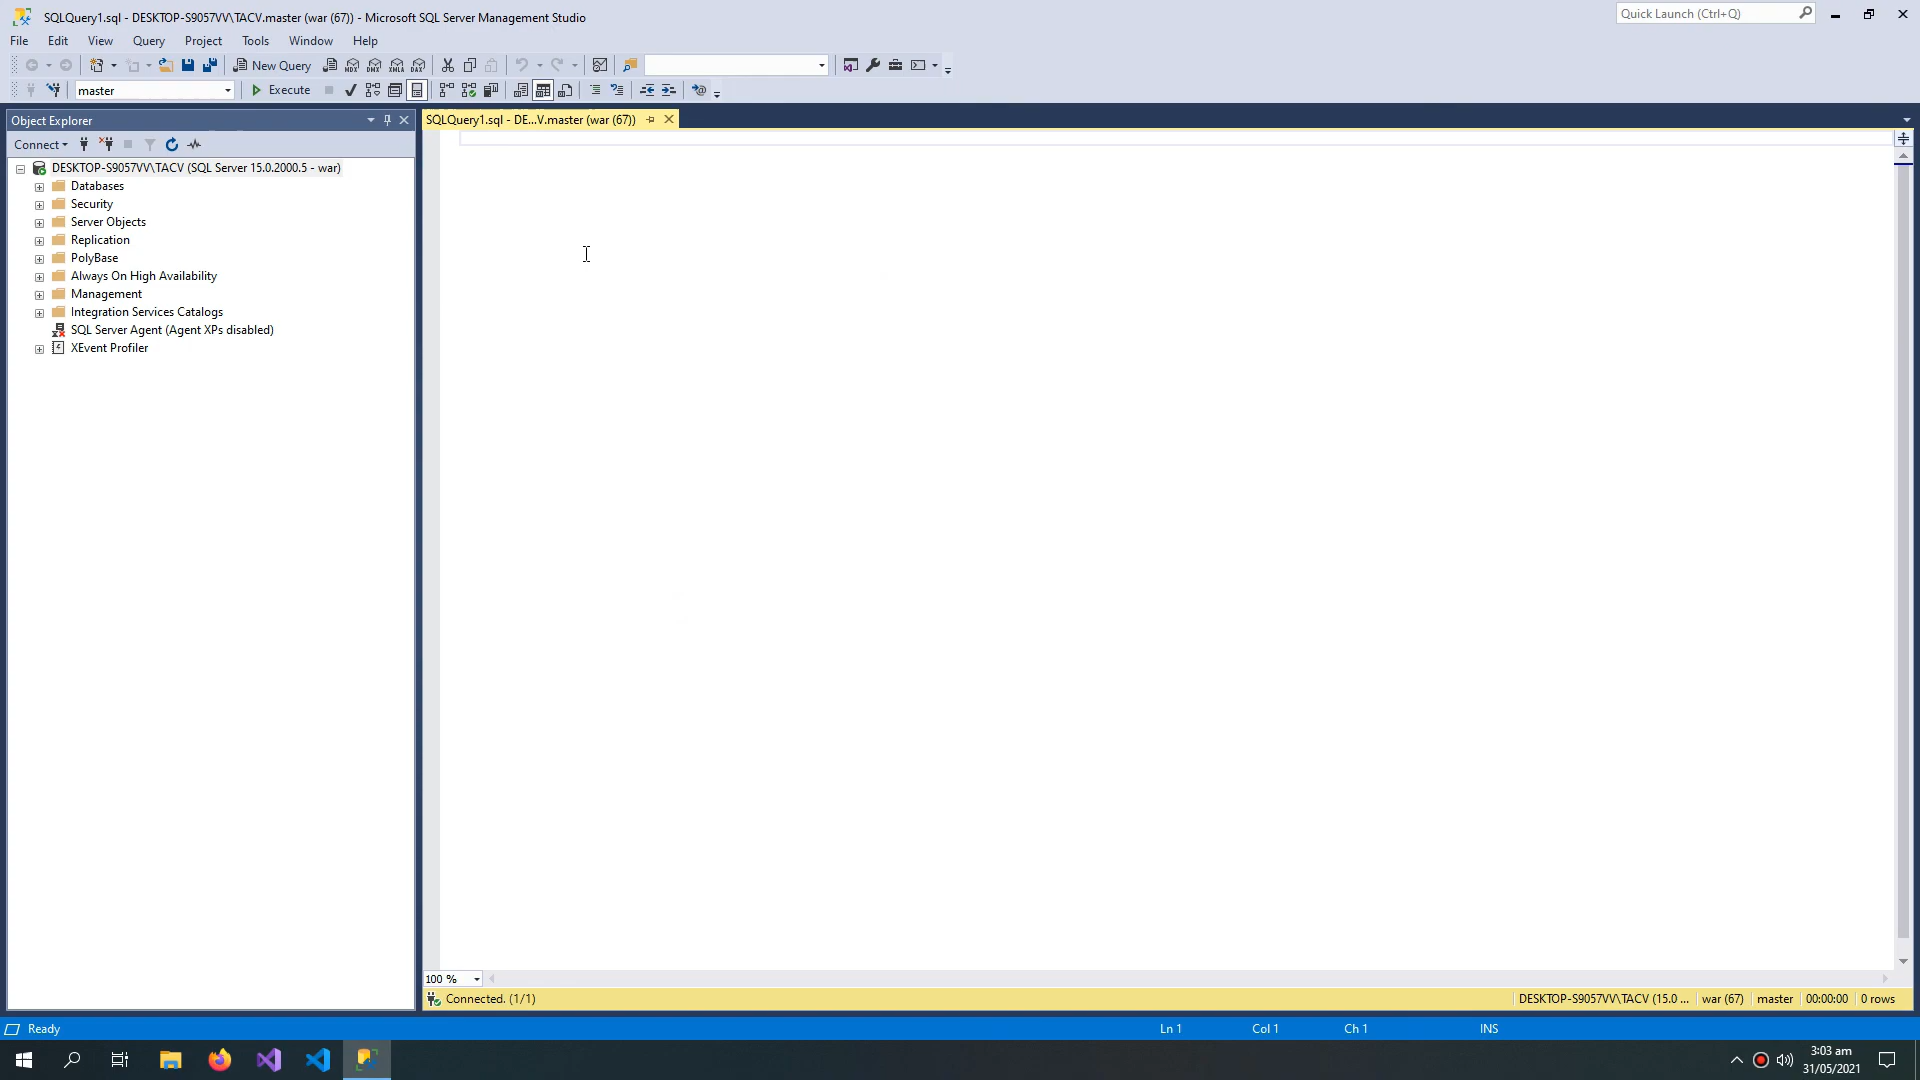 SQLQuery1.sql - DESKTOP-S9057VV\TACV.master (war (67)) - Microsoft SQL Server Management Studio
Quick Launch (Ctrl+Q)
File Edit View Query Project Tools Window Help
New Query
MDX DMX XMLA DAX
master Execute
Object Explorer
SQLQuery1.sql - DE...V.master (war (67))
Connect
DESKTOP-S9057VV\TACV (SQL Server 15.0.2000.5 - war)
Databases
Security
Server Objects
Replication
PolyBase
Always On High Availability
Management
Integration Services Catalogs
SQL Server Agent (Agent XPs disabled)
XEvent Profiler
100 %
Connected. (1/1) DESKTOP-S9057VV\TACV (15.0 ... war (67) master 00:00:00 0 rows
Ready Ln 1 Col 1 Ch 1 INS
3:03 am
31/05/2021